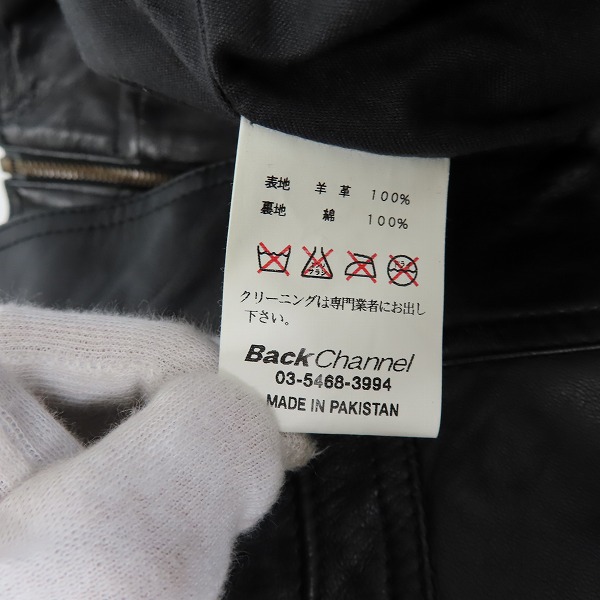 表地 羊革 100%
裏地 綿 100%
クリーニングは専門業者にお出し
下さい。
Back Channel
03-5468-3994
MADE IN PAKISTAN